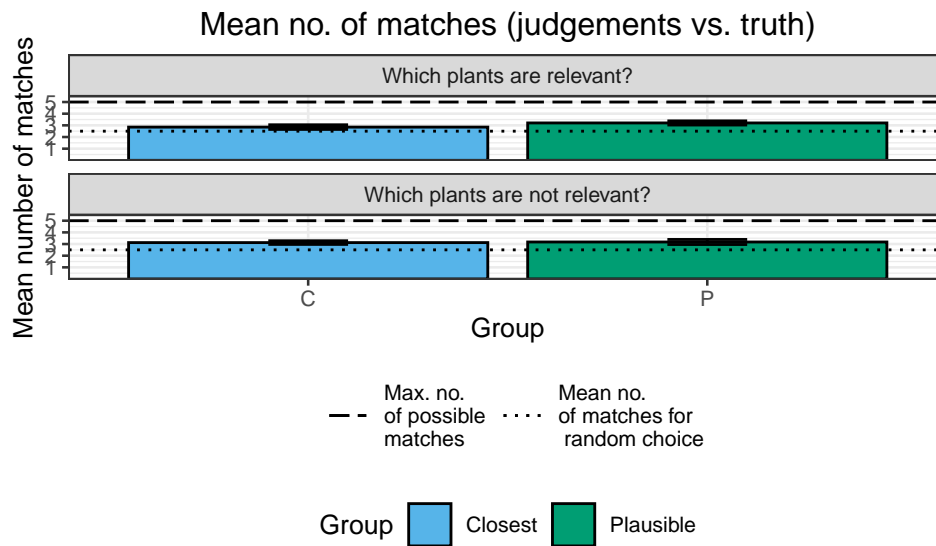 Mean no. of matches (judgements vs. truth)
Mean number of matches
Which plants are relevant?
5
4
3
2
1
Which plants are not relevant?
5
4
3
2
1
C P
Group
Max. no.
of possible
matches
Mean no.
of matches for
random choice
Group Closest Plausible